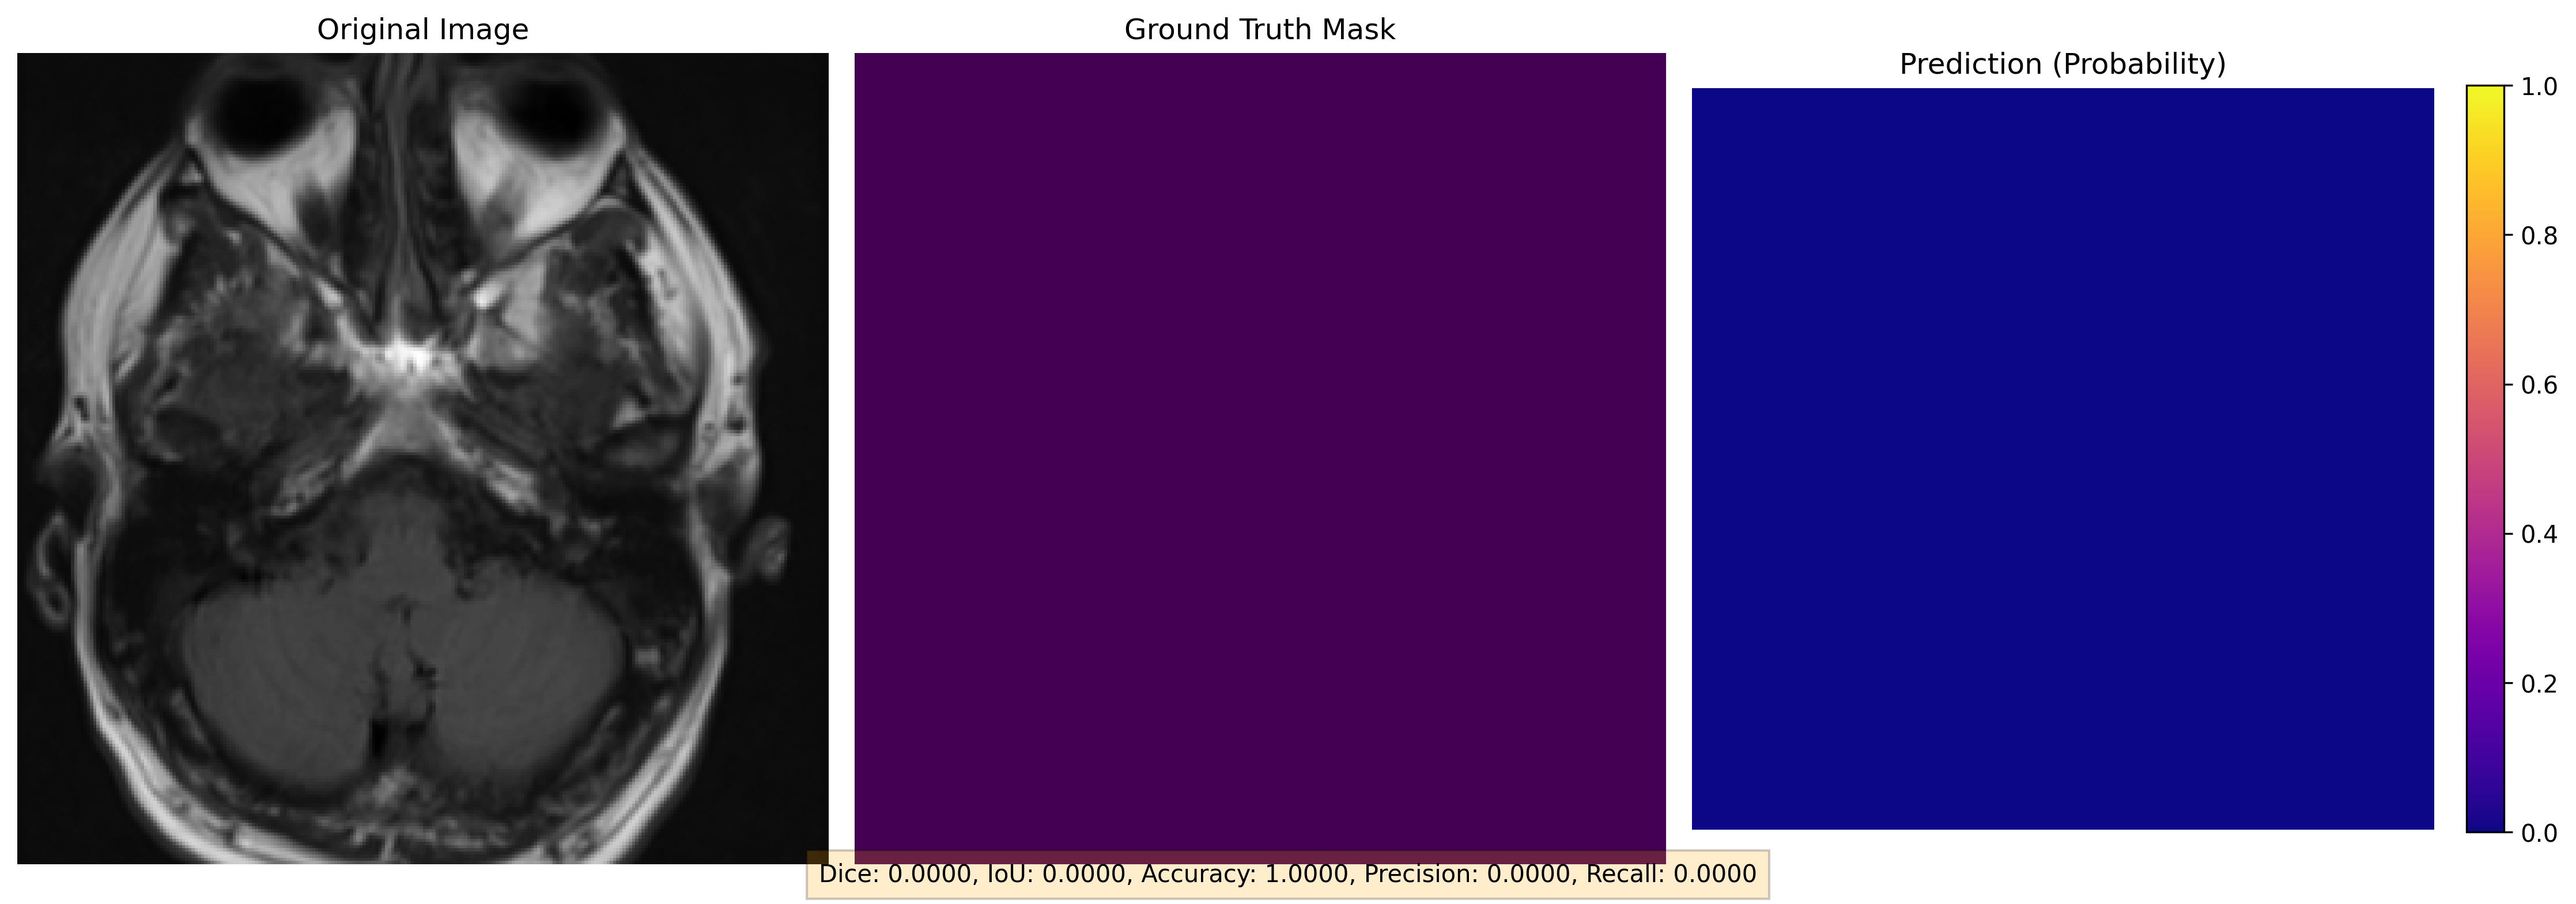 Original Image
Ground Truth Mask
Prediction (Probability)
1.0
0.8
0.6
0.4
0.2
0.0
Dice: 0.0000, IoU: 0.0000, Accuracy: 1.0000, Precision: 0.0000, Recall: 0.0000